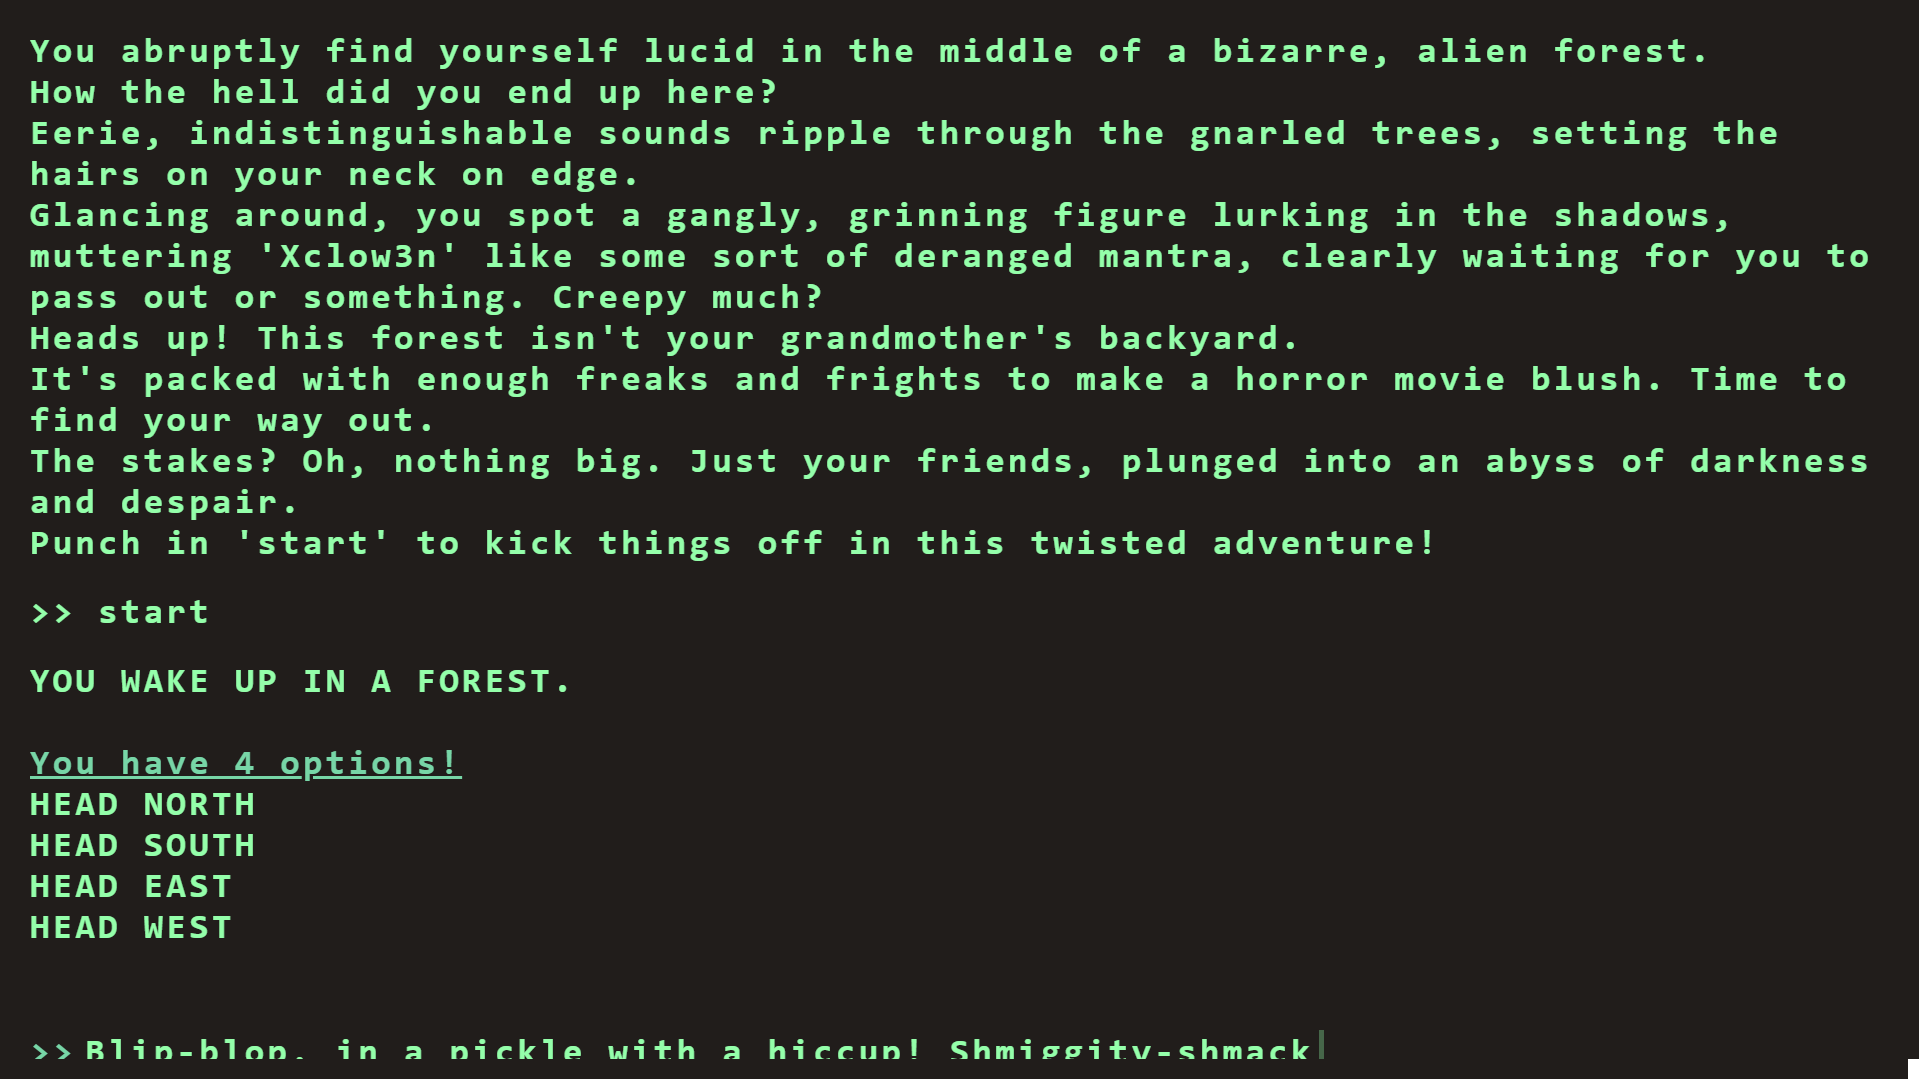 You abruptly find yourself lucid in the middle of a bizarre, alien forest.
How the hell did you end up here?
Eerie, indistinguishable sounds ripple through the gnarled trees, setting the
hairs on your neck on edge.
Glancing around, you spot a gangly, grinning figure lurking in the shadows,
muttering 'Xclow3n' like some sort of deranged mantra, clearly waiting for you to
pass out or something. Creepy much?
Heads up! This forest isn't your grandmother's backyard.
It's packed with enough freaks and frights to make a horror movie blush. Time to
find your way out.
The stakes? Oh, nothing big. Just your friends, plunged into an abyss of darkness
and despair.
Punch in 'start' to kick things off in this twisted adventure!
>> start
YOU WAKE UP IN A FOREST.
You have 4 options!
HEAD NORTH
HEAD SOUTH
HEAD EAST
HEAD WEST
>> Blip-blop, in a pickle with a hiccup! Shmiggity-shmack